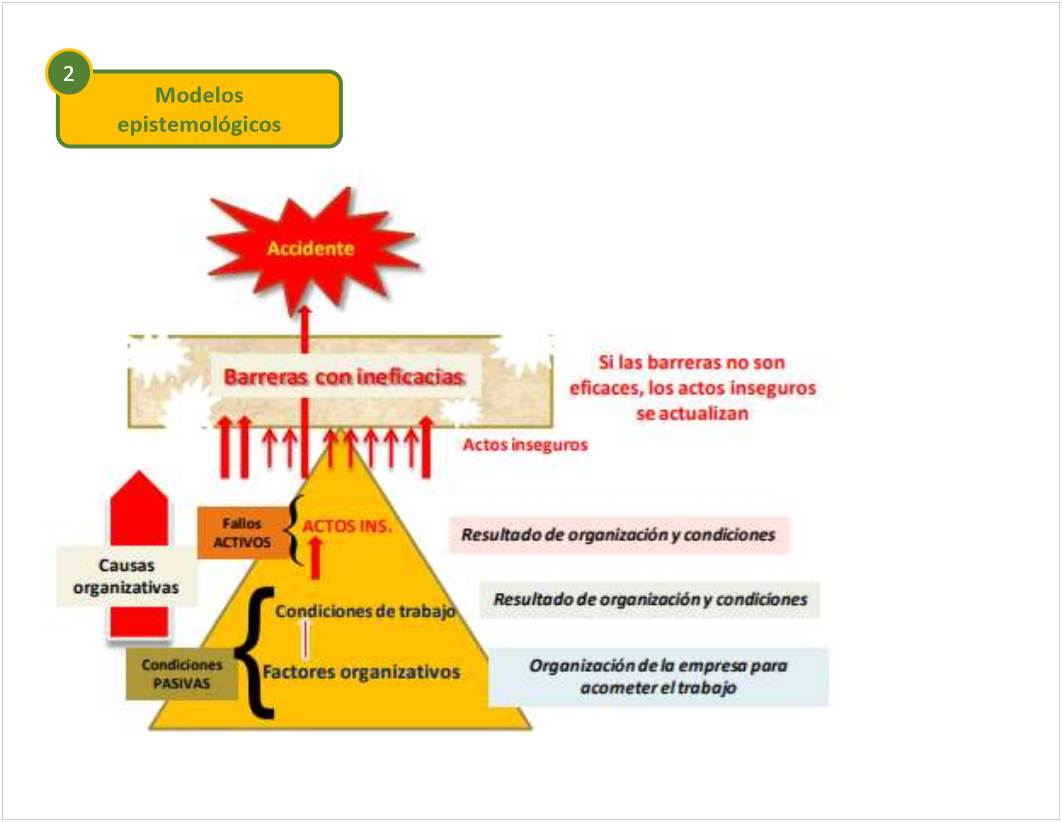 2
Modelos
epistemológicos
Accidente
Barreras con ineficacias
Si las barreras no son
eficaces, los actos inseguros
se actualizan
Actos inseguros
Fallos
ACTIVOS
ACTOS INS.
Resultado de organización y condiciones
Causas
organizativas
Condiciones de trabajo
Resultado de organización y condiciones
Condiciones
PASIVAS
Factores organizativos
Organización de la empresa para
acometer el trabajo